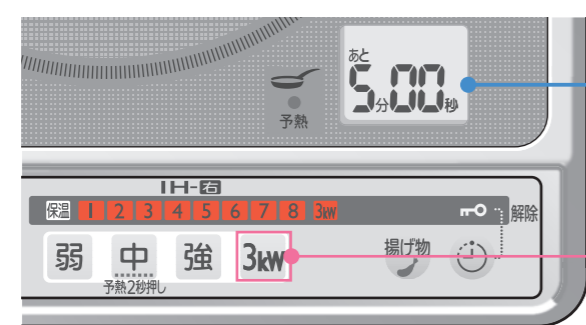 あと
5分00秒
予熱
IH-右
保温 1 2 3 4 5 6 7 8 3kW
解除
弱 中 強 3kW 揚げ物
予熱2秒押し